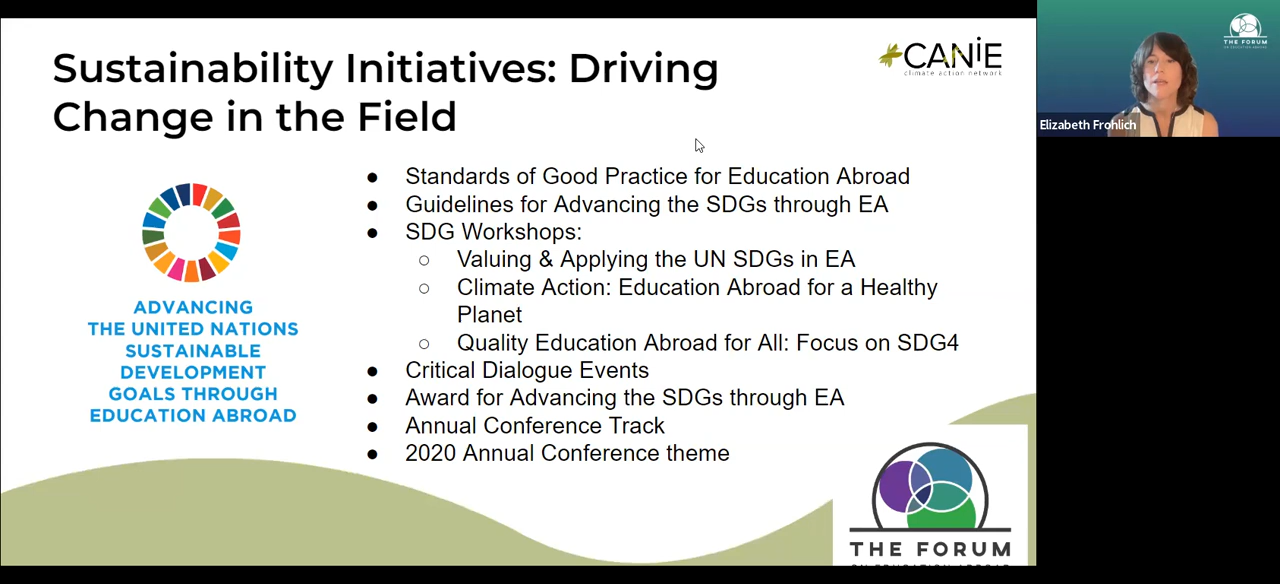 Sustainability Initiatives: Driving
Change in the Field
CANIE
climate action network
THE FORUM
ON EDUCATION ABROAD
Elizabeth Frohlich
● Standards of Good Practice for Education Abroad
● Guidelines for Advancing the SDGs through EA
● SDG Workshops:
○ Valuing & Applying the UN SDGs in EA
○ Climate Action: Education Abroad for a Healthy
Planet
○ Quality Education Abroad for All: Focus on SDG4
● Critical Dialogue Events
● Award for Advancing the SDGs through EA
● Annual Conference Track
● 2020 Annual Conference theme
ADVANCING
THE UNITED NATIONS
SUSTAINABLE
DEVELOPMENT
GOALS THROUGH
EDUCATION ABROAD
THE FORUM